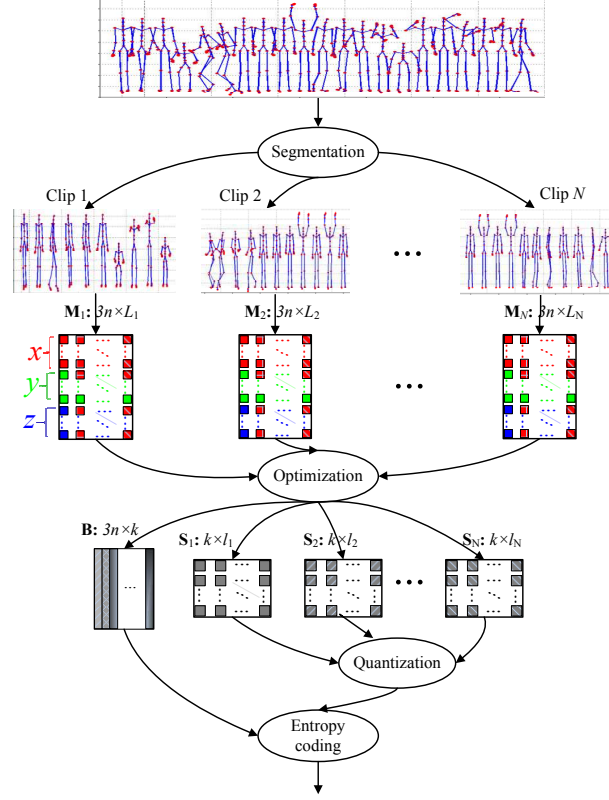 Segmentation
Clip 1
Clip 2
Clip N
...
M1: 3n×L1
M2: 3n×L2
MN: 3n×LN
x
y
z
...
Optimization
B: 3n×k
S1: k×l1
S2: k×l2
SN: k×lN
...
Quantization
Entropy
coding